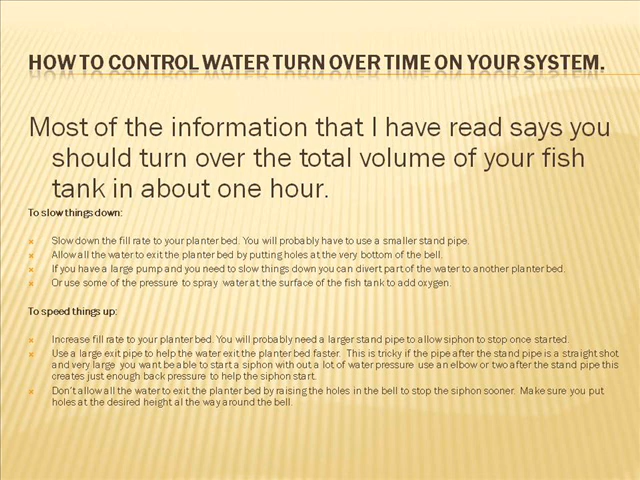 HOW TO CONTROL WATER TURN OVER TIME ON YOUR SYSTEM.
Most of the information that I have read says you
should turn over the total volume of your fish
tank in about one hour.
To slow things down:
Slow down the fill rate to your planter bed. You will probably have to use a smaller stand pipe.
Allow all the water to exit the planter bed by putting holes at the very bottom of the bell.
If you have a large pump and you need to slow things down you can divert part of the water to another planter bed.
Or use some of the pressure to spray water at the surface of the fish tank to add oxygen.
To speed things up:
Increase fill rate to your planter bed. You will probably need a larger stand pipe to allow siphon to stop once started.
Use a large exit pipe to help the water exit the planter bed faster. This is tricky if the pipe after the stand pipe is a straight shot
and very large you want be able to start a siphon with out a lot of water pressure use an elbow or two after the stand pipe this
creates just enough back pressure to help the siphon start.
Don't allow all the water to exit the planter bed by raising the holes in the bell to stop the siphon sooner. Make sure you put
holes at the desired height al the way around the bell.